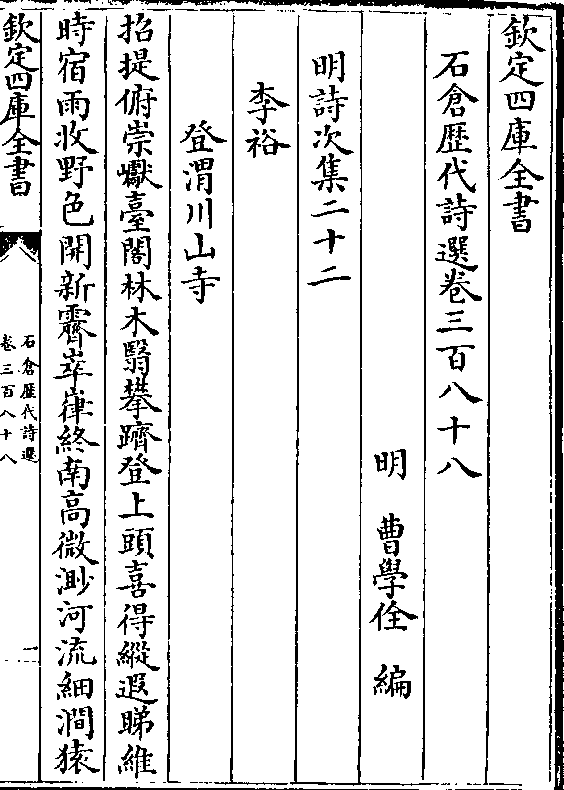 欽定四庫全書
石倉歷代詩選卷三百八十八
明 曹學佺 編
明詩次集二十二
李裕
登渭川山寺
招提俯崇巘臺閣林木翳攀躋登上頭喜得縱遐睇維
時宿雨收野色開新霽崒嵂終南高微渺河流細澗猿
欽定四庫全書
石倉歷代詩選
卷三百八十八
一